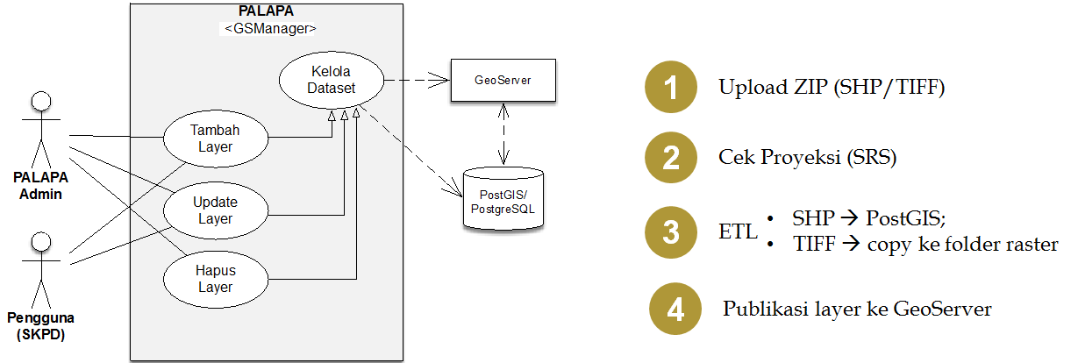 PALAPA
<GSManager>
Kelola
Dataset
GeoServer
Tambah
Layer
PALAPA
Admin
Update
Layer
PostGIS/
PostgreSQL
Hapus
Layer
Pengguna
(SKPD)
1 Upload ZIP (SHP/TIFF)
2 Cek Proyeksi (SRS)
3 ETL
• SHP → PostGIS;
• TIFF → copy ke folder raster
4 Publikasi layer ke GeoServer